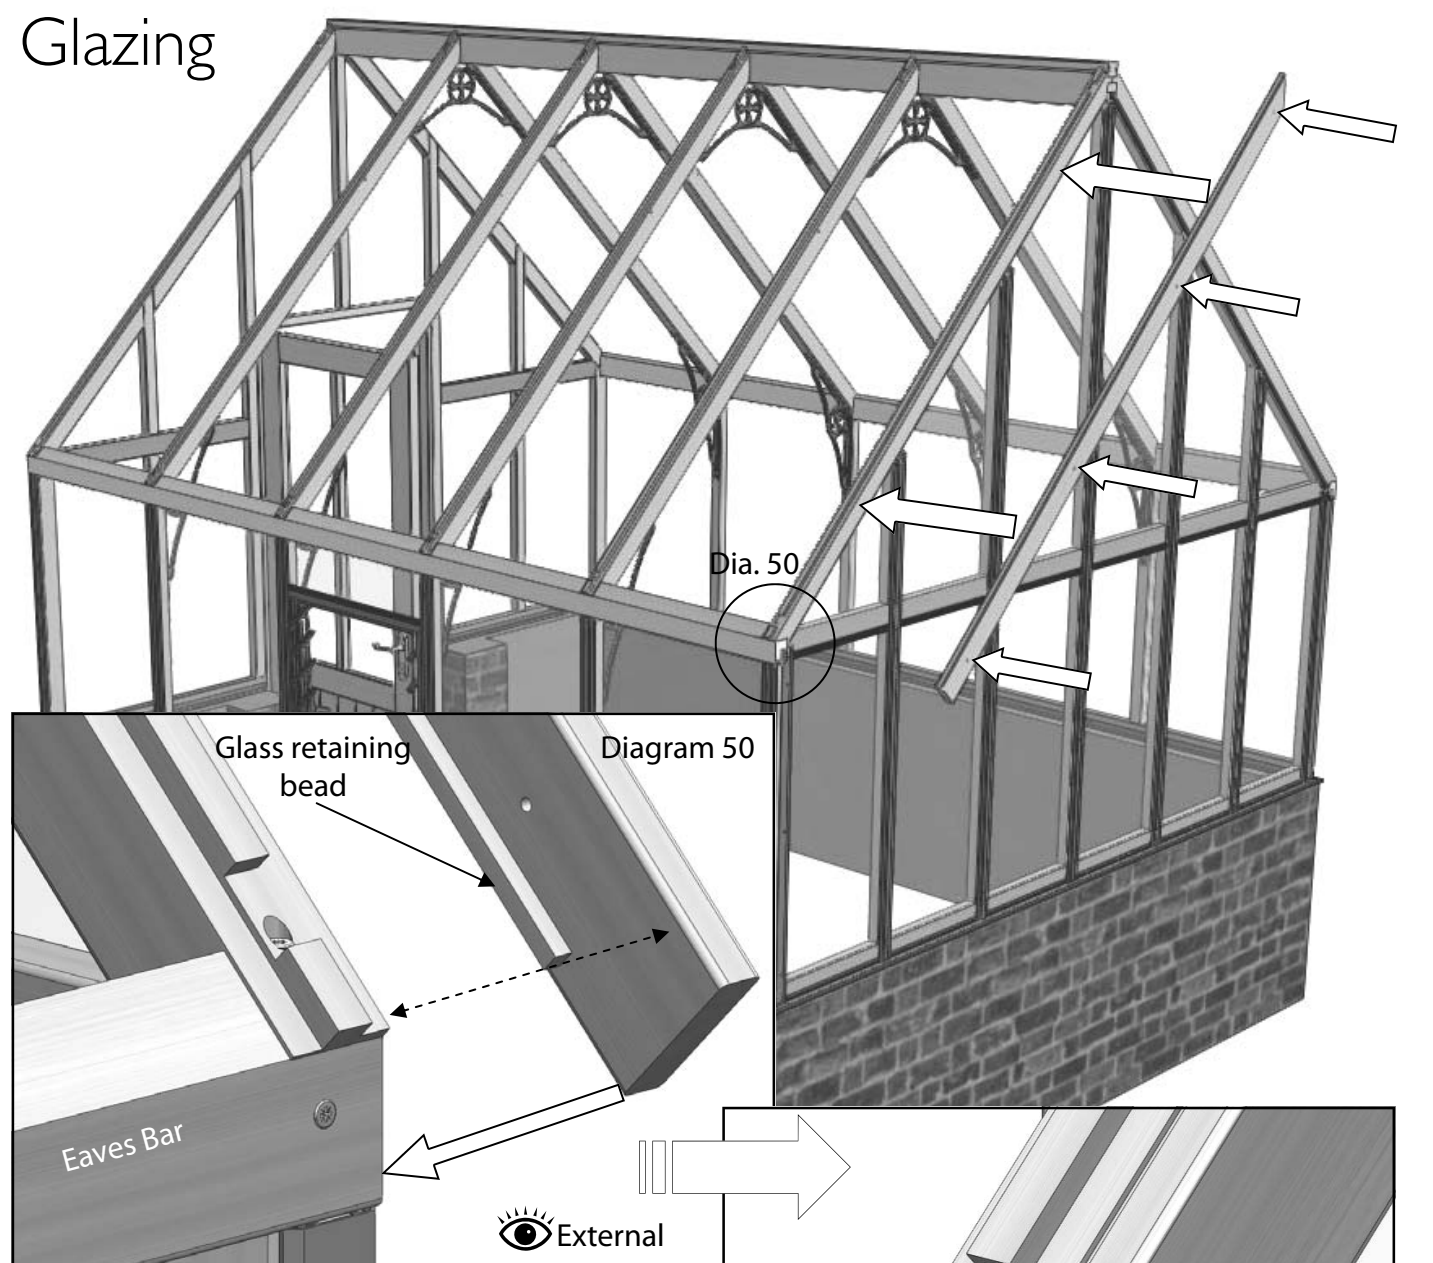 Glazing
Dia. 50
Glass retaining
bead
Diagram 50
Eaves Bar
External